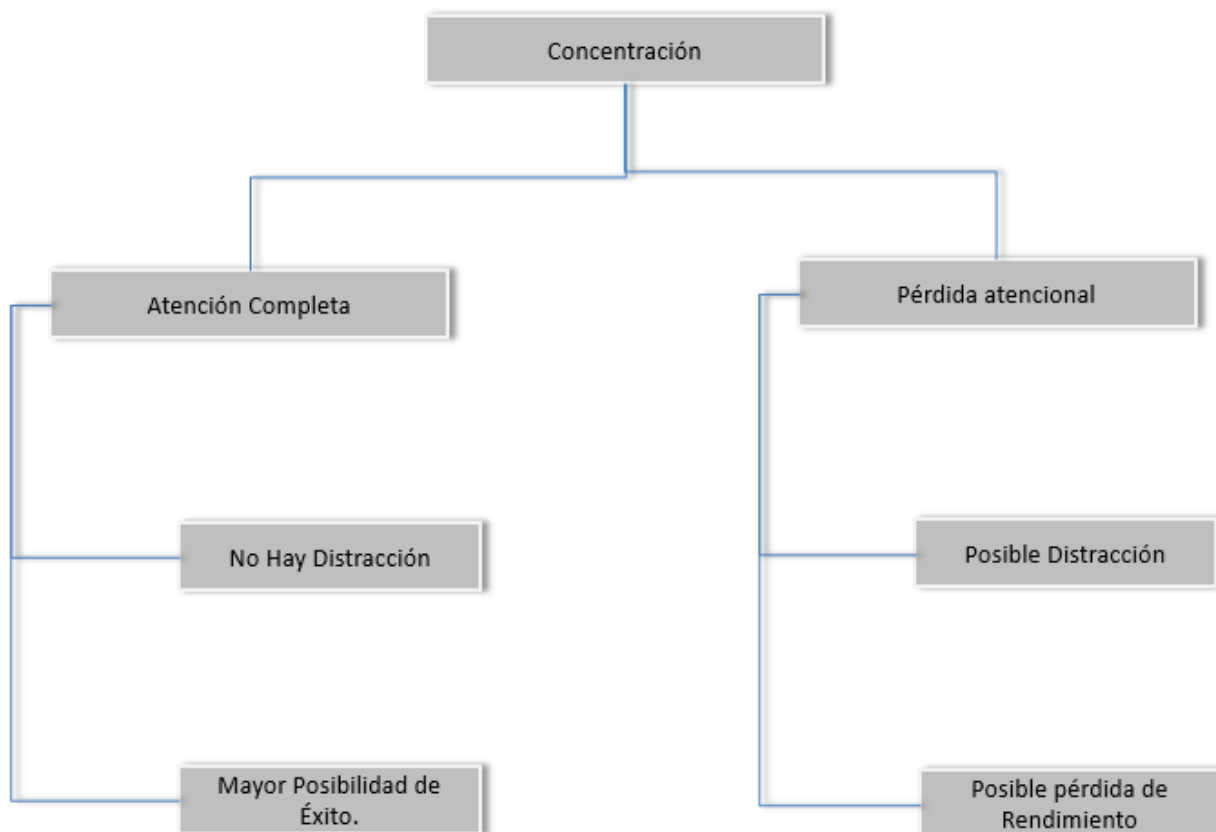 Concentración
Atención Completa
Pérdida atencional
No Hay Distracción
Posible Distracción
Mayor Posibilidad de
Éxito.
Posible pérdida de
Rendimiento